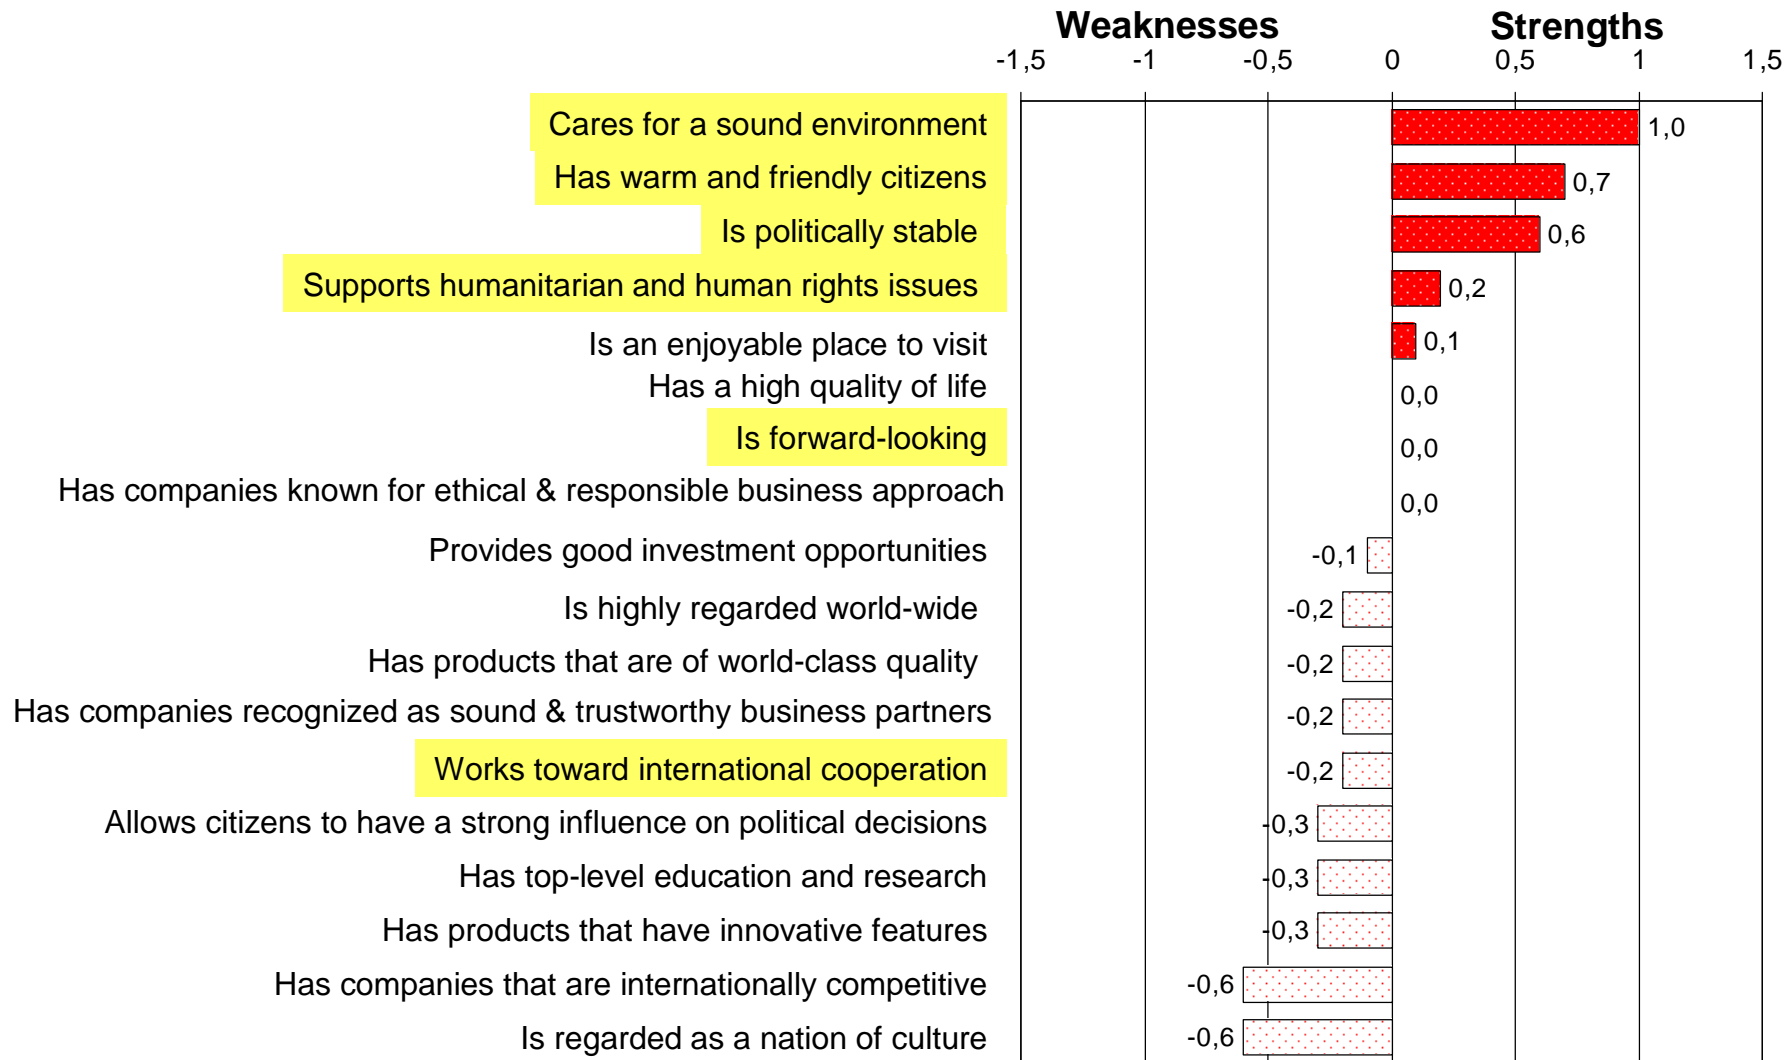 Weaknesses Strengths
-1,5 -1 -0,5 0 0,5 1 1,5
Cares for a sound environment 1,0
Has warm and friendly citizens 0,7
Is politically stable 0,6
Supports humanitarian and human rights issues 0,2
Is an enjoyable place to visit 0,1
Has a high quality of life 0,0
Is forward-looking 0,0
Has companies known for ethical & responsible business approach 0,0
Provides good investment opportunities -0,1
Is highly regarded world-wide -0,2
Has products that are of world-class quality -0,2
Has companies recognized as sound & trustworthy business partners -0,2
Works toward international cooperation -0,2
Allows citizens to have a strong influence on political decisions -0,3
Has top-level education and research -0,3
Has products that have innovative features -0,3
Has companies that are internationally competitive -0,6
Is regarded as a nation of culture -0,6